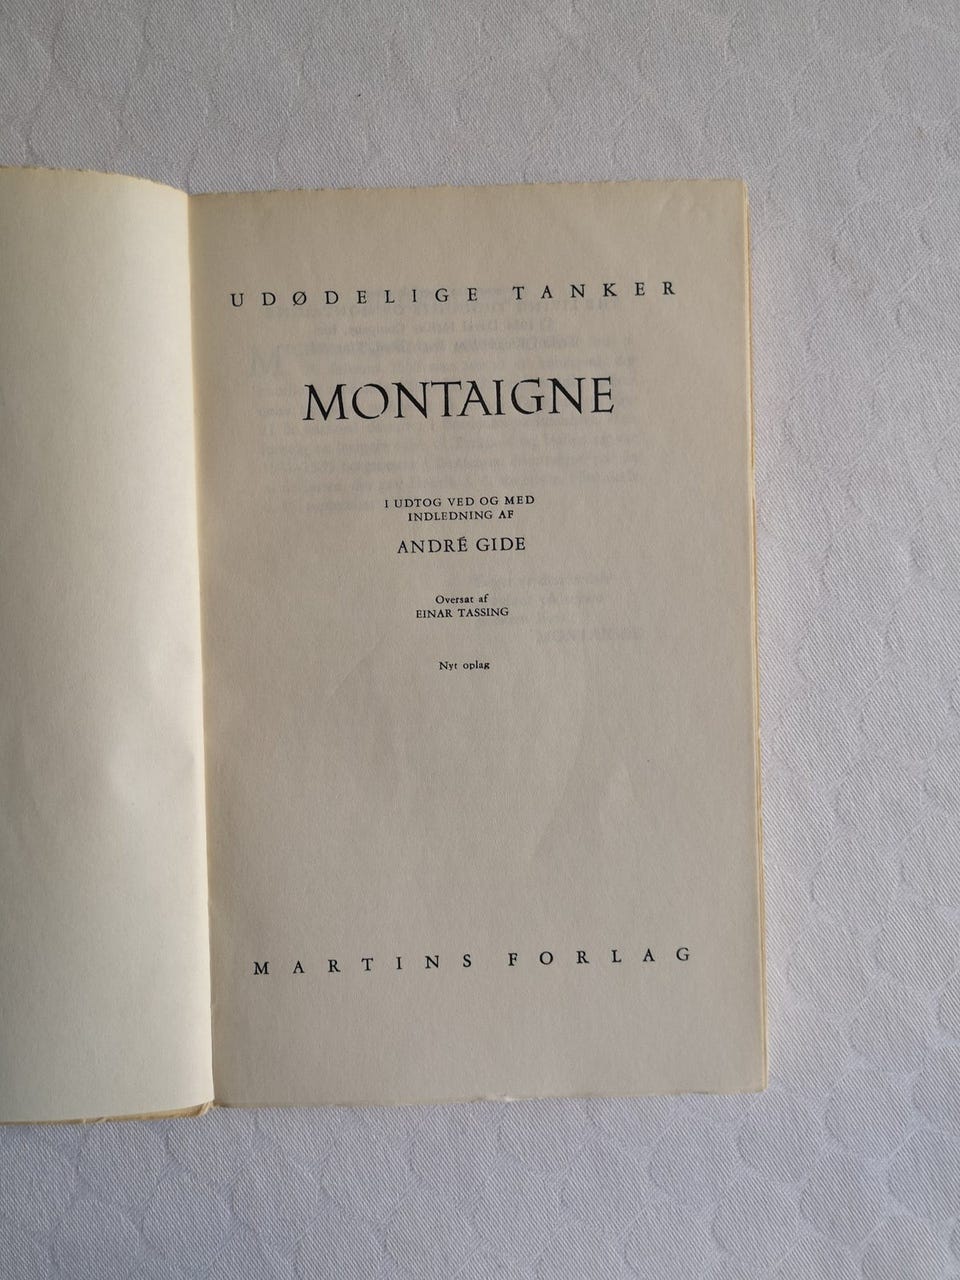 UDØDELIGE TANKER
MONTAIGNE
I UDTOG VED OG MED
INDLEDNING AF
ANDRÉ GIDE
Oversat af
EINAR TASSING
Nyt oplag
MARTINS FORLAG